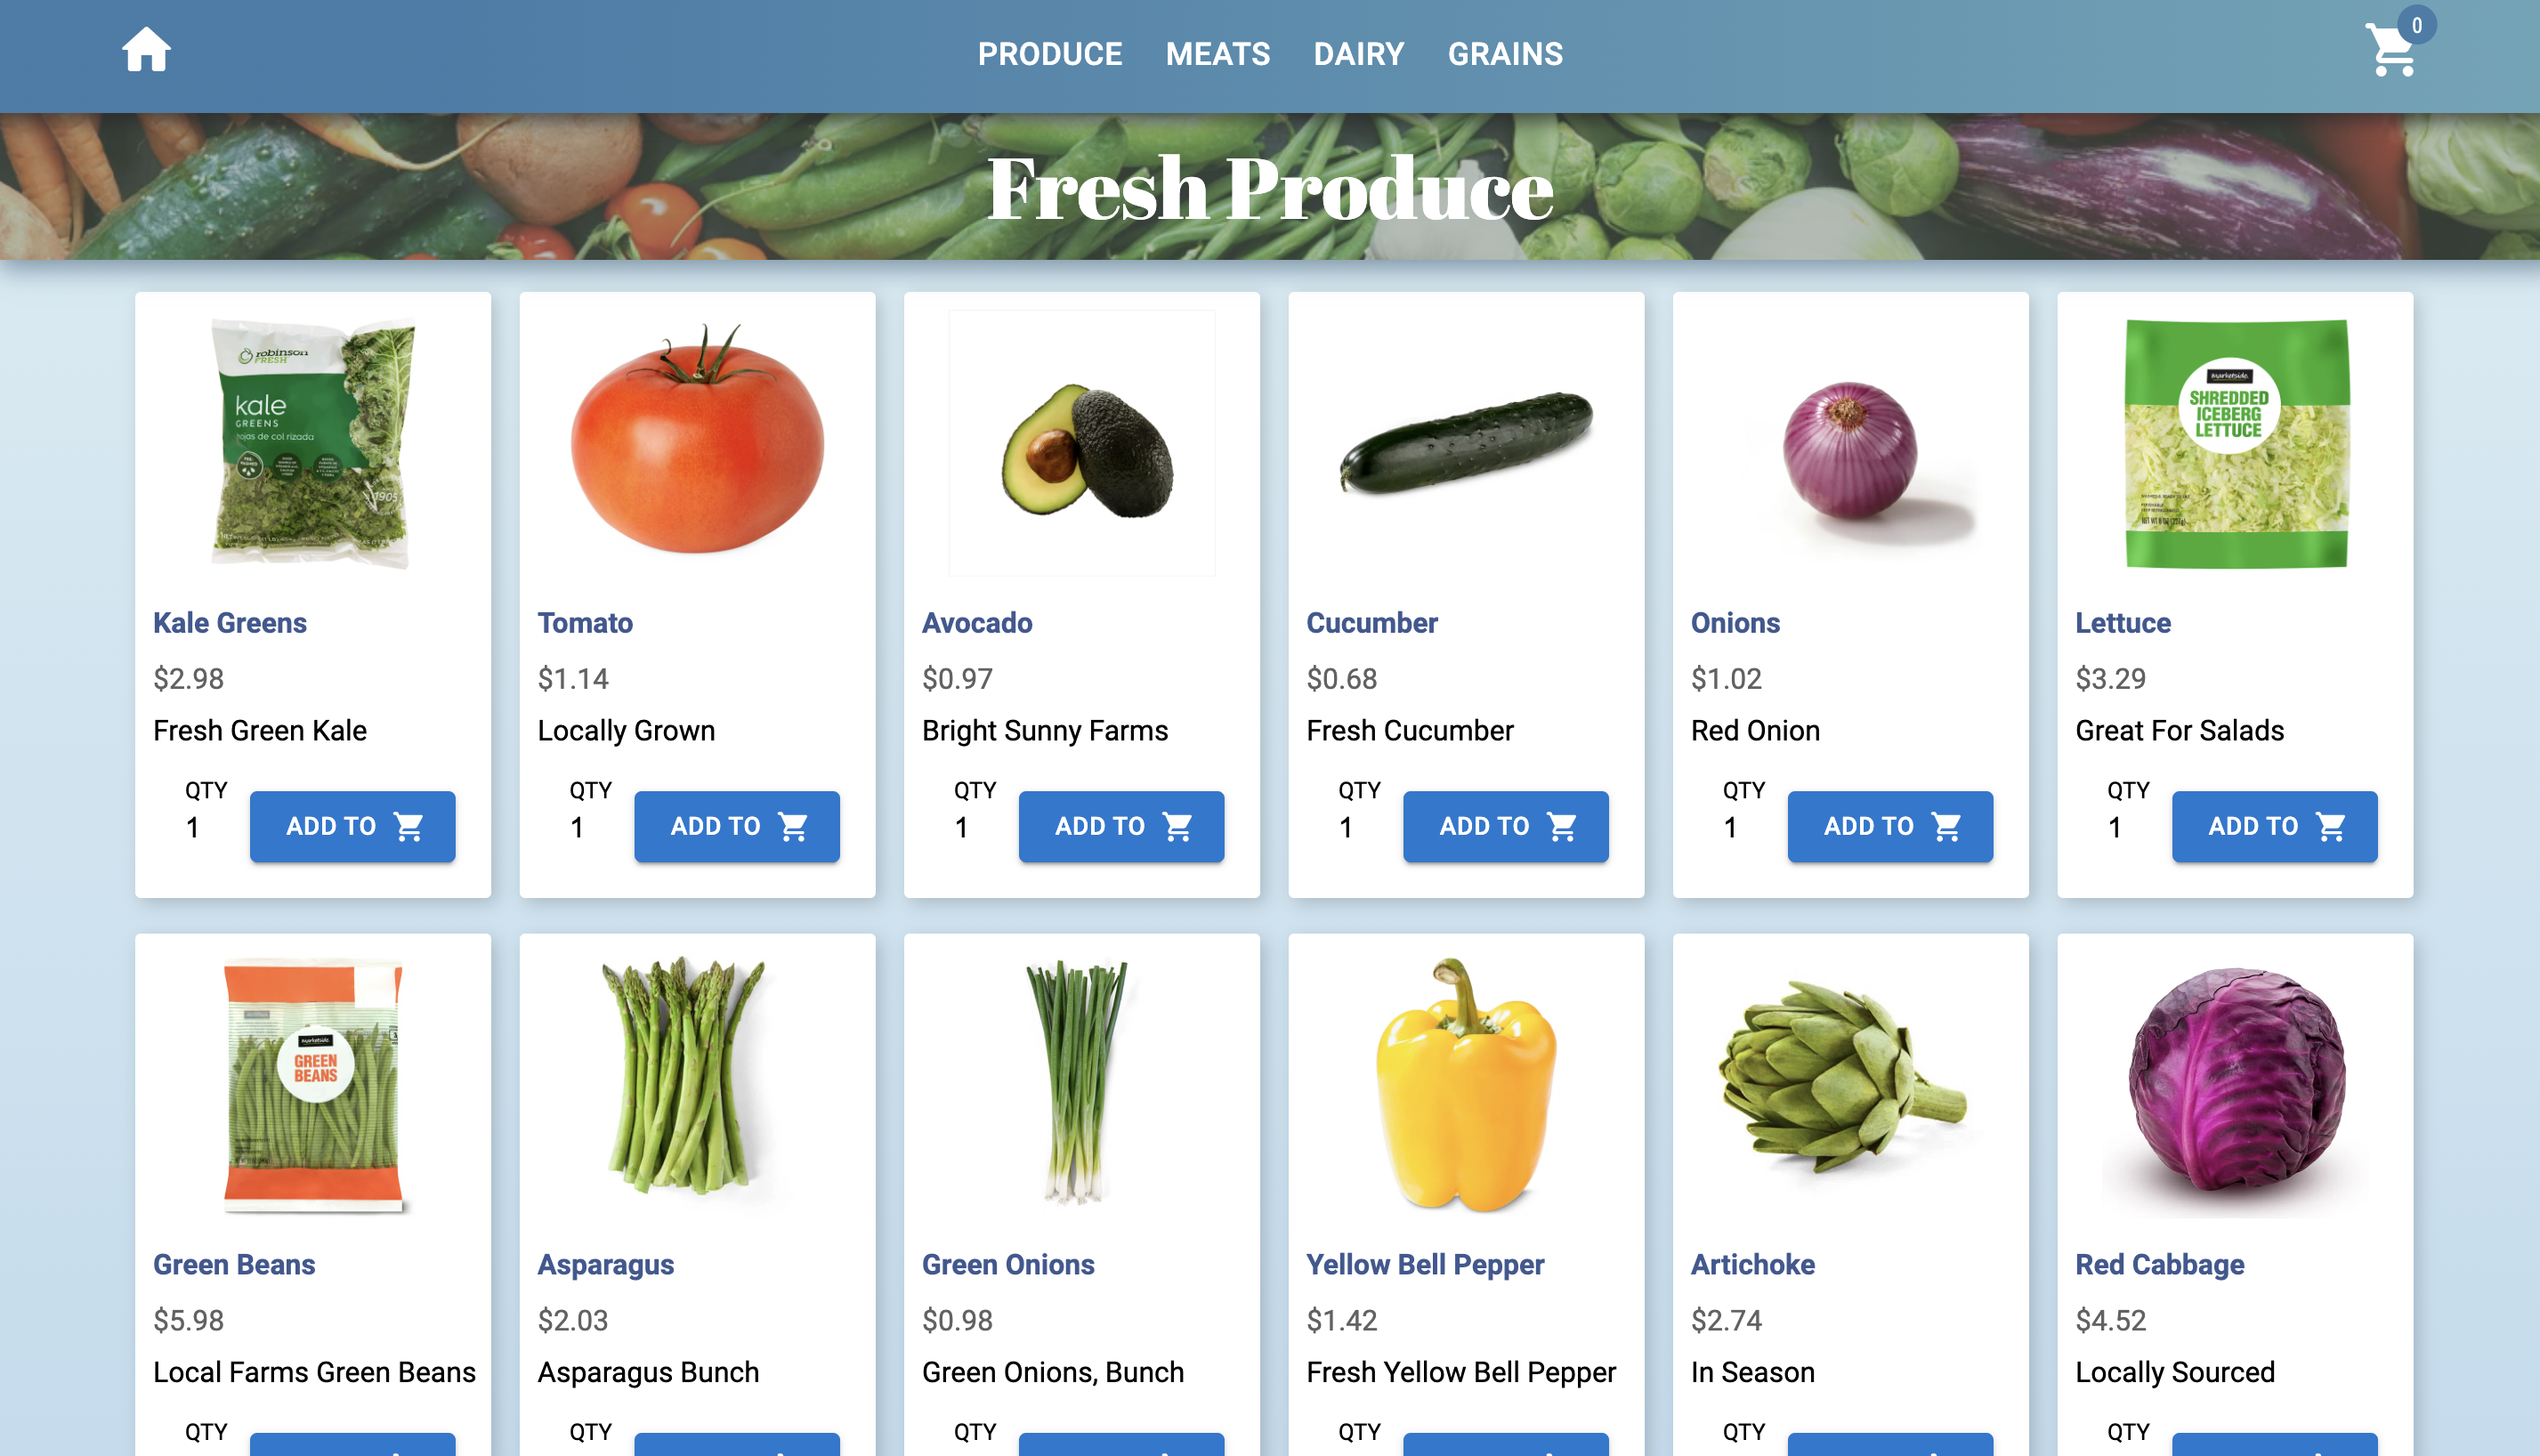 0
PRODUCE MEATS DAIRY GRAINS
Fresh Produce
robinson
FRESH
kale
GREENS
hojas de col rizada
1905
marketside
SHREDDED
ICEBERG
LETTUCE
Kale Greens
Tomato
Avocado
Cucumber
Onions
Lettuce
$2.98
$1.14
$0.97
$0.68
$1.02
$3.29
Fresh Green Kale
Locally Grown
Bright Sunny Farms
Fresh Cucumber
Red Onion
Great For Salads
QTY
QTY
QTY
QTY
QTY
QTY
1 ADD TO
1 ADD TO
1 ADD TO
1 ADD TO
1 ADD TO
1 ADD TO
marketside
GREEN
BEANS
Green Beans
Asparagus
Green Onions
Yellow Bell Pepper
Artichoke
Red Cabbage
$5.98
$2.03
$0.98
$1.42
$2.74
$4.52
Local Farms Green Beans
Asparagus Bunch
Green Onions, Bunch
Fresh Yellow Bell Pepper
In Season
Locally Sourced
QTY
QTY
QTY
QTY
QTY
QTY